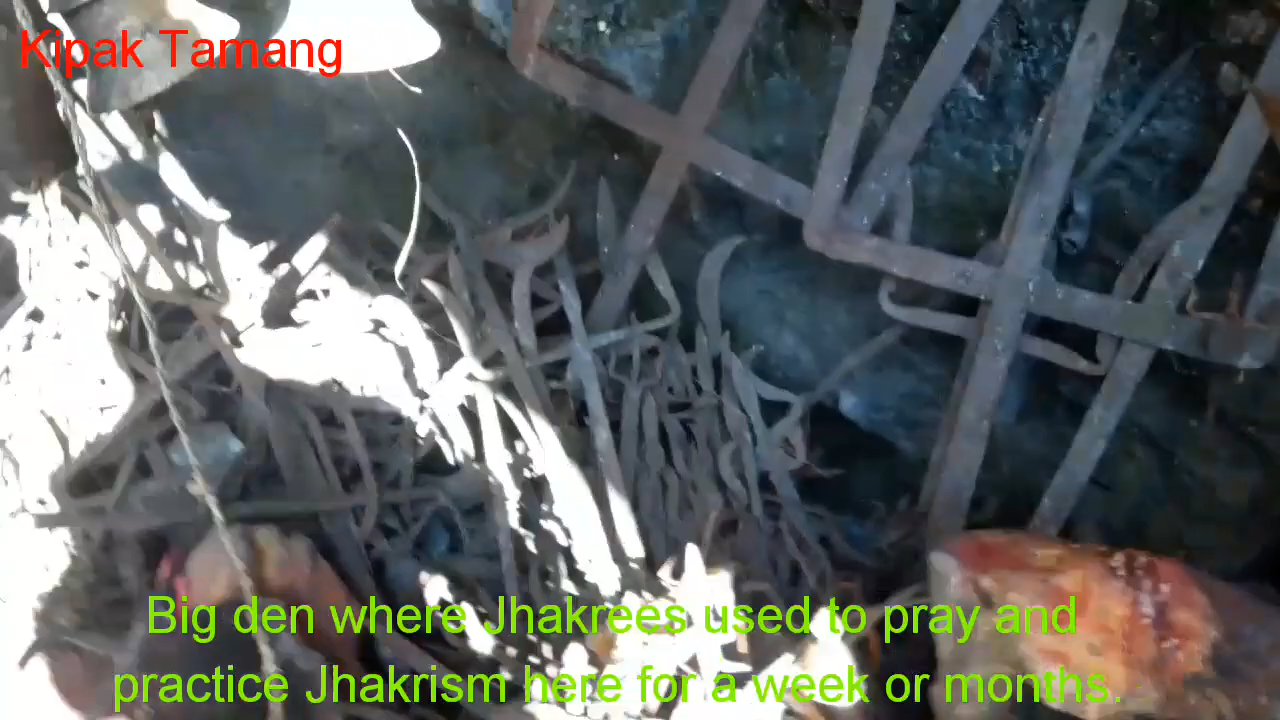 Kipak Tamang
Big den where Jhakrees used to pray and
practice Jhakrism here for a week or months.